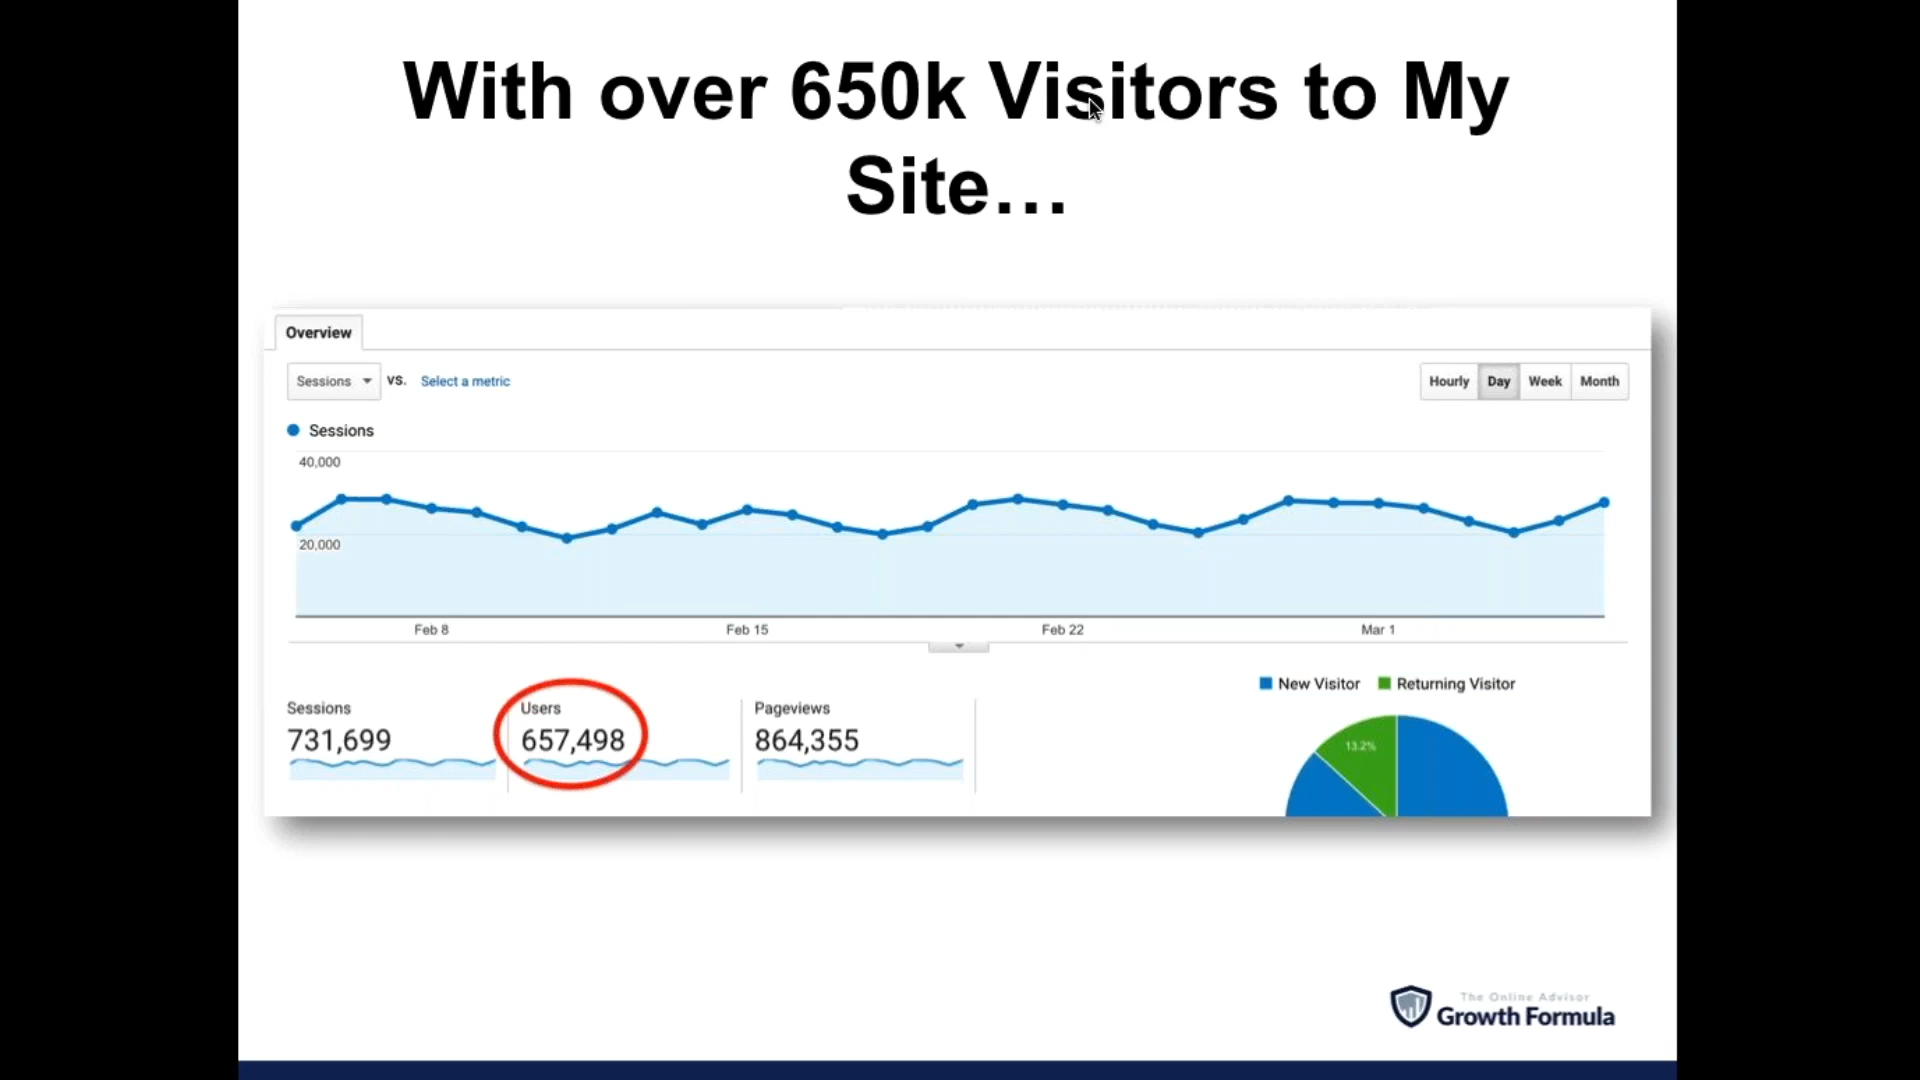 With over 650k Visitors to My
Site…
Overview
Sessions vs. Select a metric
Hourly Day Week Month
Sessions
40,000
20,000
Feb 8 Feb 15 Feb 22 Mar 1
New Visitor Returning Visitor
Sessions Users Pageviews
731,699 657,498 864,355
13.2%
The Online Advisor
Growth Formula